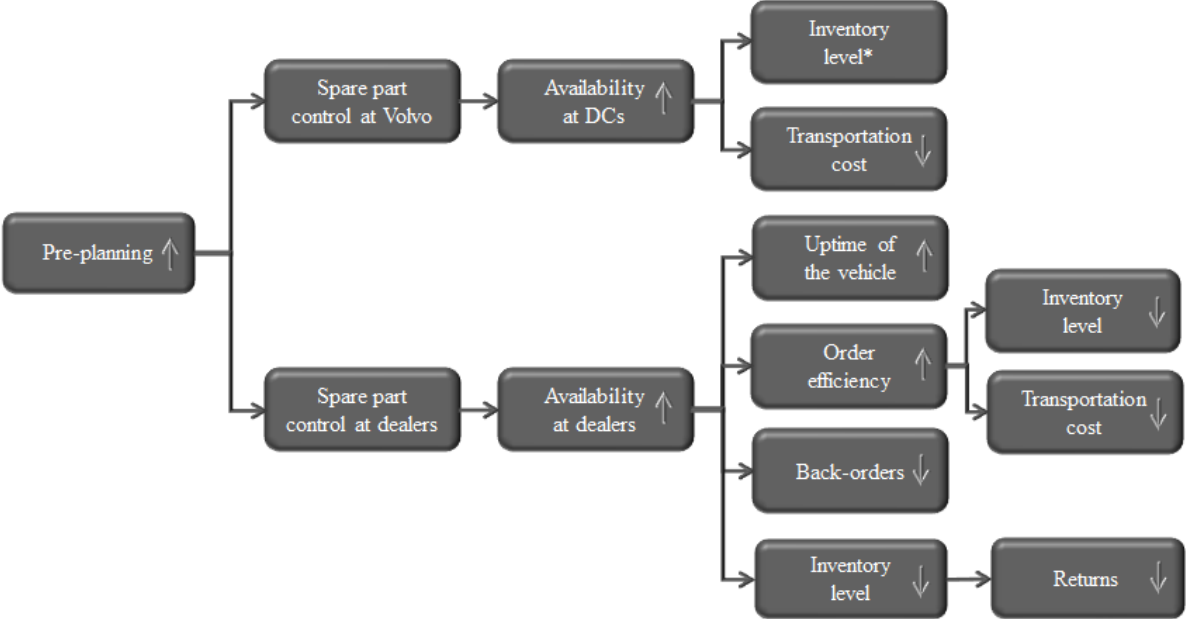 Inventory
level*
Spare part
control at Volvo
Availability
at DCs
Transportation
cost
Pre-planning
Uptime of
the vehicle
Inventory
level
Order
efficiency
Spare part
control at dealers
Availability
at dealers
Transportation
cost
Back-orders
Inventory
level
Returns